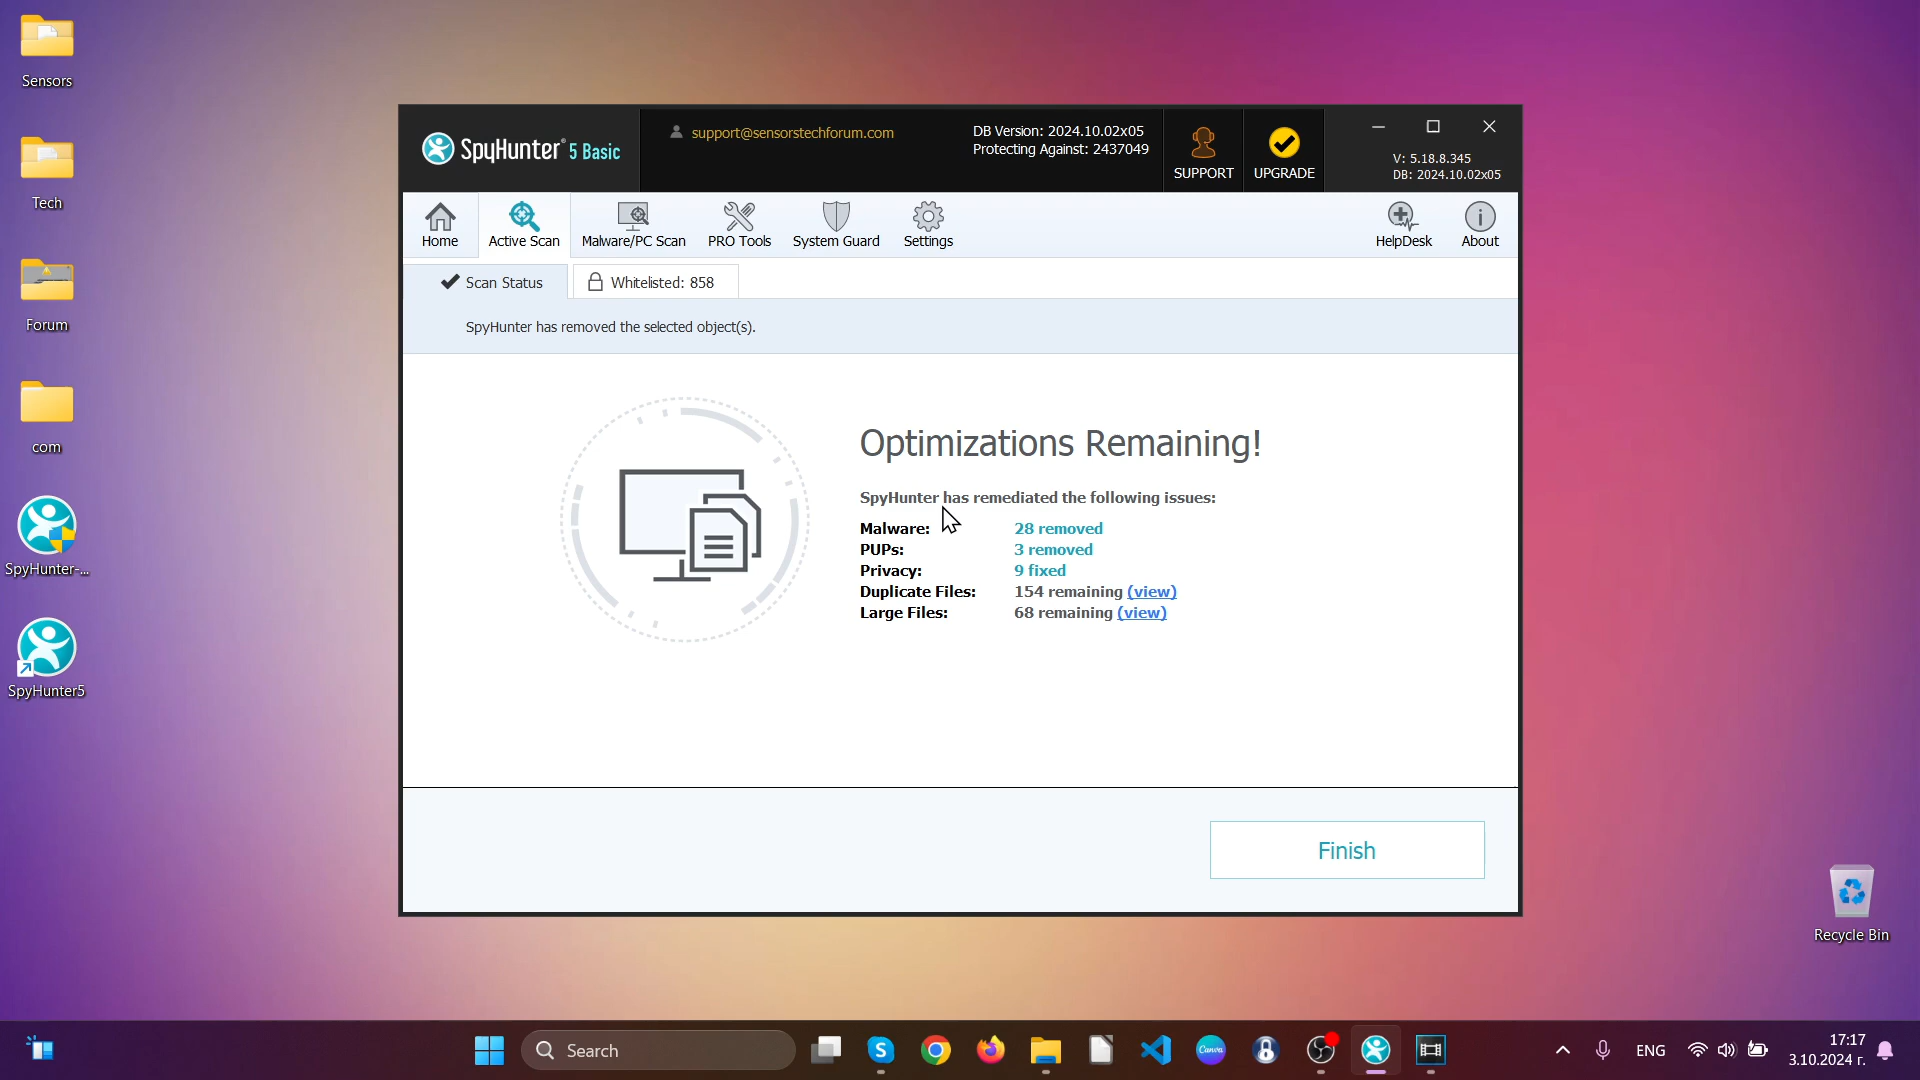 Sensors
Tech
Forum
com
SpyHunter-...
SpyHunter5
SpyHunter® 5 Basic
support@sensorstechforum.com
DB Version: 2024.10.02x05
Protecting Against: 2437049
SUPPORT
UPGRADE
V: 5.18.8.345
DB: 2024.10.02x05
Home
Active Scan
Malware/PC Scan
PRO Tools
System Guard
Settings
HelpDesk
About
Scan Status
Whitelisted: 858
SpyHunter has removed the selected object(s).
Optimizations Remaining!
SpyHunter has remediated the following issues:
Malware: 28 removed
PUPs: 3 removed
Privacy: 9 fixed
Duplicate Files: 154 remaining (view)
Large Files: 68 remaining (view)
Finish
Recycle Bin
Search
Canva
ENG
17:17
3.10.2024 г.